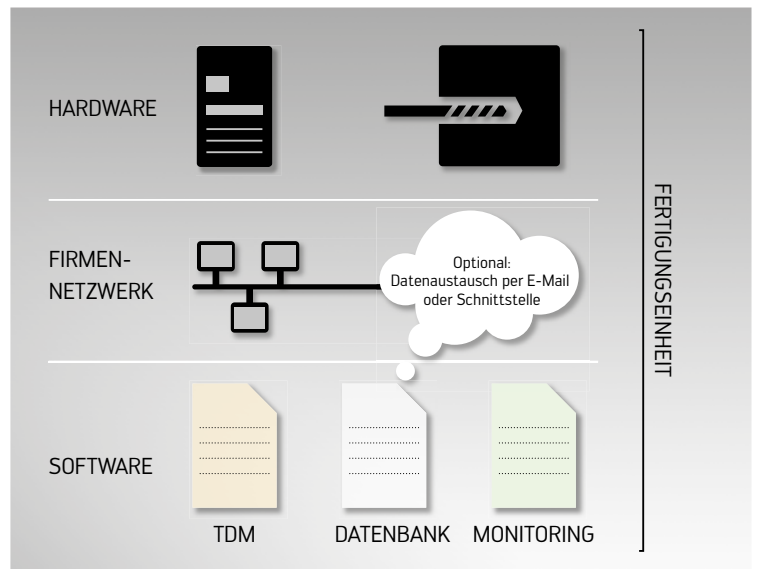 HARDWARE
FIRMEN-
NETZWERK
Optional:
Datenaustausch per E-Mail
oder Schnittstelle
SOFTWARE
TDM
DATENBANK
MONITORING
FERTIGUNGSEINHEIT